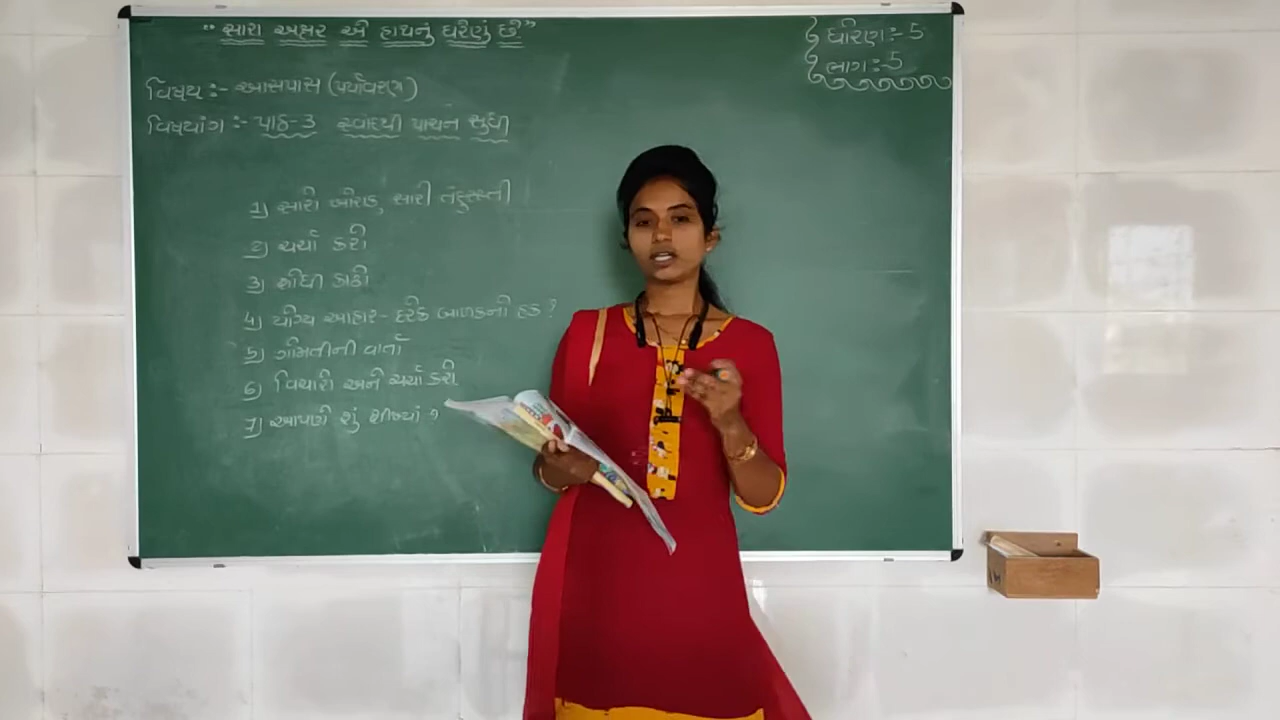 "સારા અક્ષર એ હાથનું ઘરેણું છે"
ધોરણ:- 5
ભાગ:- 5
વિષય:- આસપાસ (પર્યાવરણ)
વિષયાંગ:- પાઠ-3 સ્વાદથી પાચન સુધી
1) સારો ખોરાક, સારી તંદુરસ્તી
2) ચર્ચા કરો
3) શોધી કાઢો
4) યોગ્ય આહાર - દરેક બાળકનો હક ?
5) ગોમતીની વાર્તા
6) વિચારો અને ચર્ચા કરો
7) આપણે શું શીખ્યાં ?